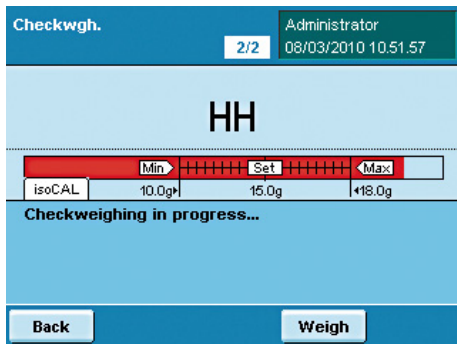 Checkwgh.
Administrator
2/2
08/03/2010 10.51.57
HH
Min Set Max
isoCAL 10.0g 15.0g 18.0g
Checkweighing in progress...
Back Weigh